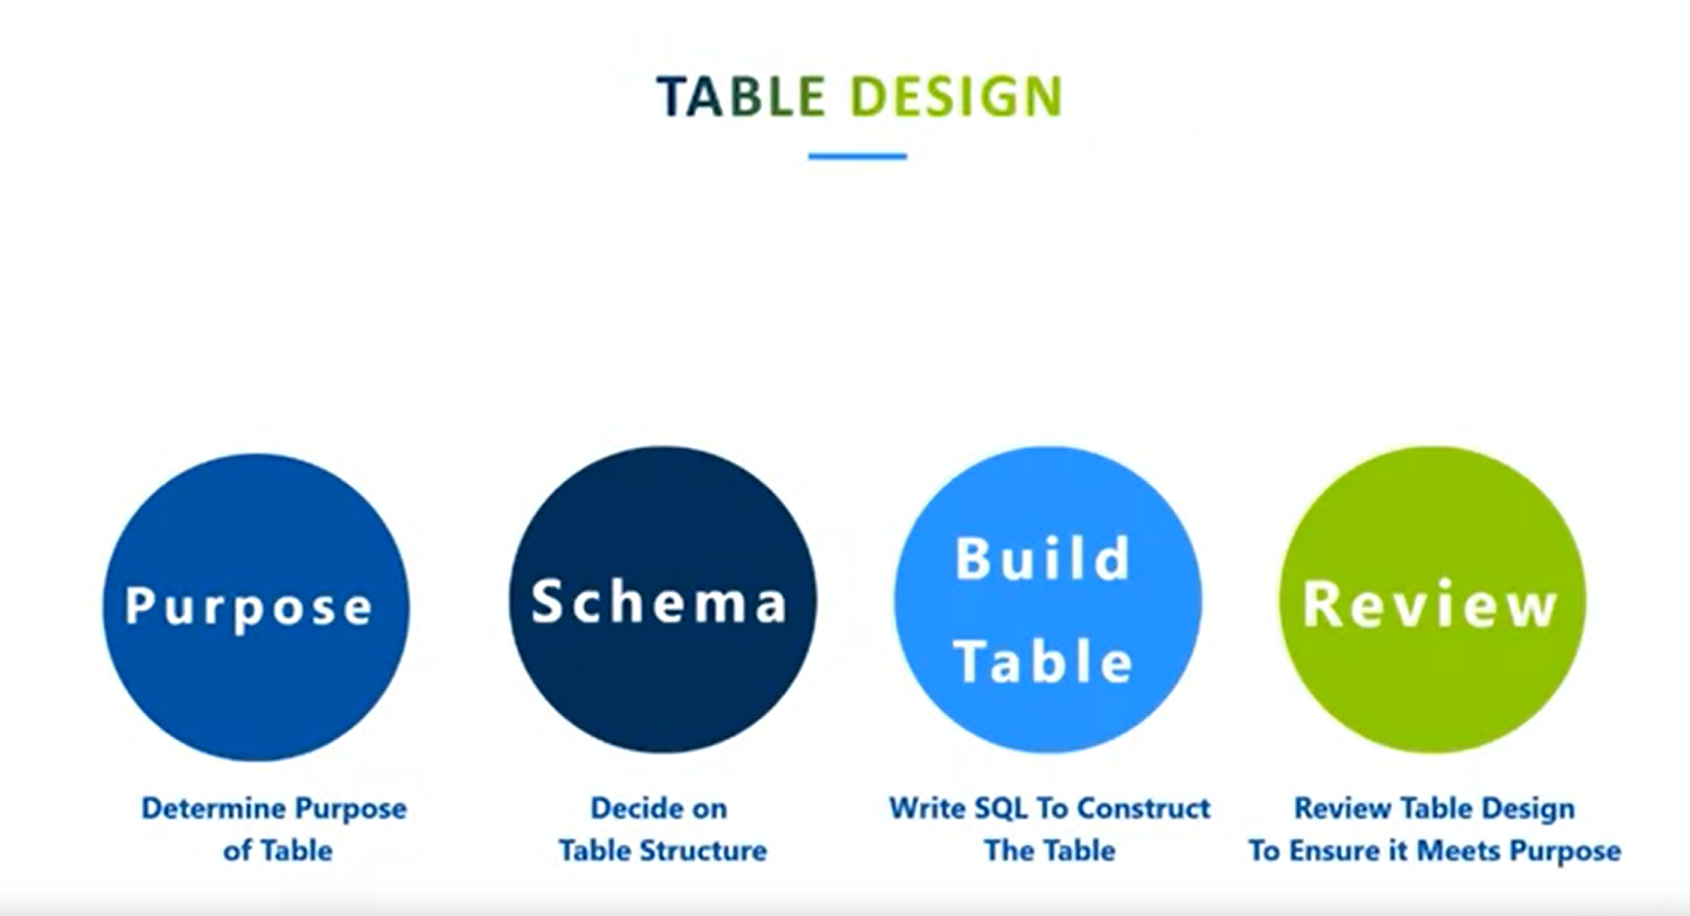 TABLE DESIGN
Purpose
Schema
Build
Table
Review
Determine Purpose
of Table
Decide on
Table Structure
Write SQL To Construct
The Table
Review Table Design
To Ensure it Meets Purpose